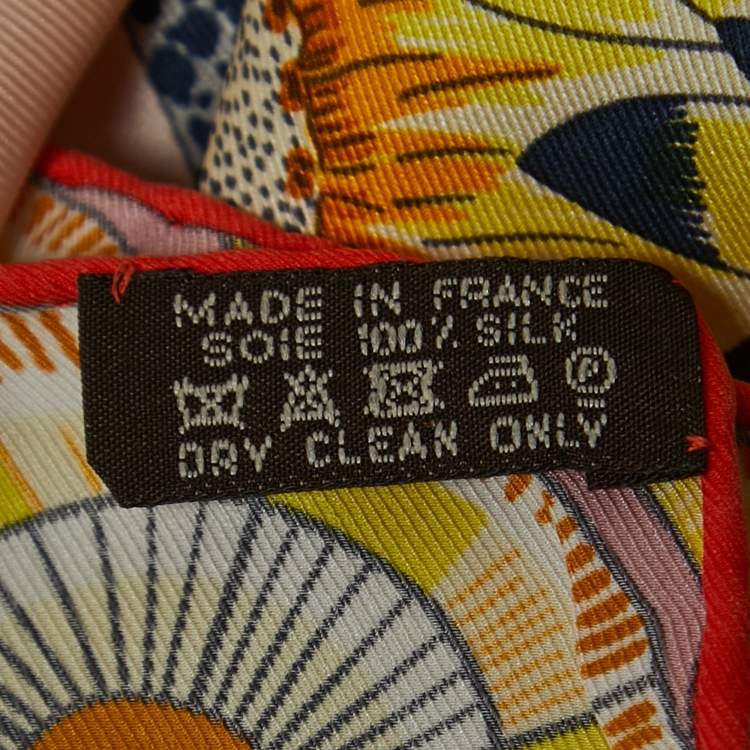 MADE IN FRANCE
SOIE 100% SILK
P
DRY CLEAN ONLY